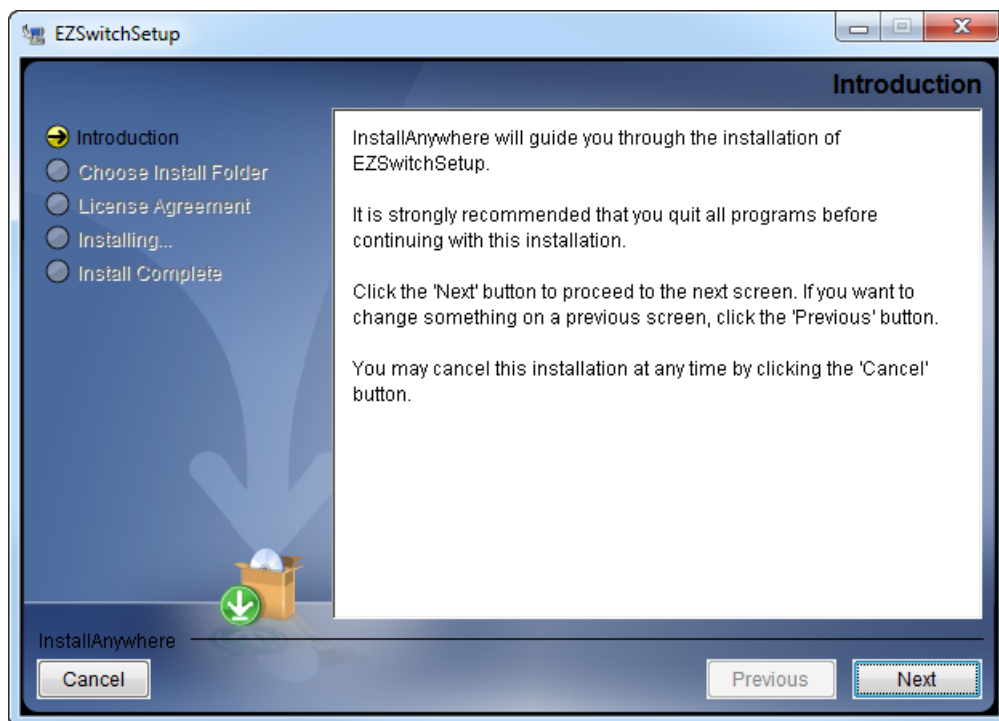 EZSwitchSetup
Introduction
Introduction
Choose Install Folder
License Agreement
Installing...
Install Complete
InstallAnywhere will guide you through the installation of
EZSwitchSetup.
It is strongly recommended that you quit all programs before
continuing with this installation.
Click the 'Next' button to proceed to the next screen. If you want to
change something on a previous screen, click the 'Previous' button.
You may cancel this installation at any time by clicking the 'Cancel'
button.
InstallAnywhere
Cancel
Previous
Next